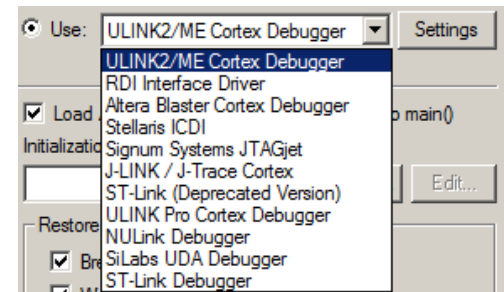 Use: ULINK2/ME Cortex Debugger Settings
ULINK2/ME Cortex Debugger
RDI Interface Driver
Load Altera Blaster Cortex Debugger main()
Stellaris ICDI
Signum Systems JTAGjet
J-LINK / J-Trace Cortex
ST-Link (Deprecated Version) Edit...
ULINK Pro Cortex Debugger
Restore
NULink Debugger
SiLabs UDA Debugger
ST-Link Debugger